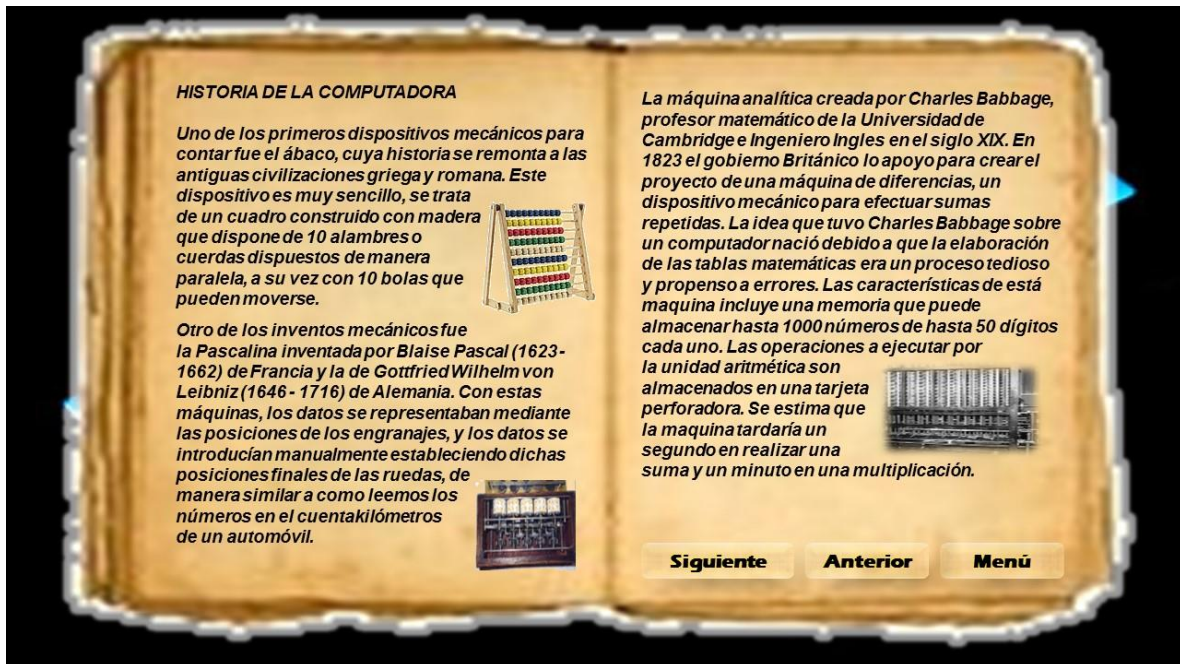 HISTORIA DE LA COMPUTADORA
Uno de los primeros dispositivos mecánicos para
contar fue el ábaco, cuya historia se remonta a las
antiguas civilizaciones griega y romana. Este
dispositivo es muy sencillo, se trata
de un cuadro construido con madera
que dispone de 10 alambres o
cuerdas dispuestos de manera
paralela, a su vez con 10 bolas que
pueden moverse.
Otro de los inventos mecánicos fue
la Pascalina inventada por Blaise Pascal (1623-
1662) de Francia y la de Gottfried Wilhelm von
Leibniz (1646 - 1716) de Alemania. Con estas
máquinas, los datos se representaban mediante
las posiciones de los engranajes, y los datos se
introducían manualmente estableciendo dichas
posiciones finales de las ruedas, de
manera similar a como leemos los
números en el cuentakilómetros
de un automóvil.
La máquina analítica creada por Charles Babbage,
profesor matemático de la Universidad de
Cambridge e Ingeniero Ingles en el siglo XIX. En
1823 el gobierno Británico lo apoyo para crear el
proyecto de una máquina de diferencias, un
dispositivo mecánico para efectuar sumas
repetidas. La idea que tuvo Charles Babbage sobre
un computador nació debido a que la elaboración
de las tablas matemáticas era un proceso tedioso
y propenso a errores. Las características de está
maquina incluye una memoria que puede
almacenar hasta 1000 números de hasta 50 dígitos
cada uno. Las operaciones a ejecutar por
la unidad aritmética son
almacenados en una tarjeta
perforadora. Se estima que
la maquina tardaría un
segundo en realizar una
suma y un minuto en una multiplicación.
Siguiente Anterior Menú